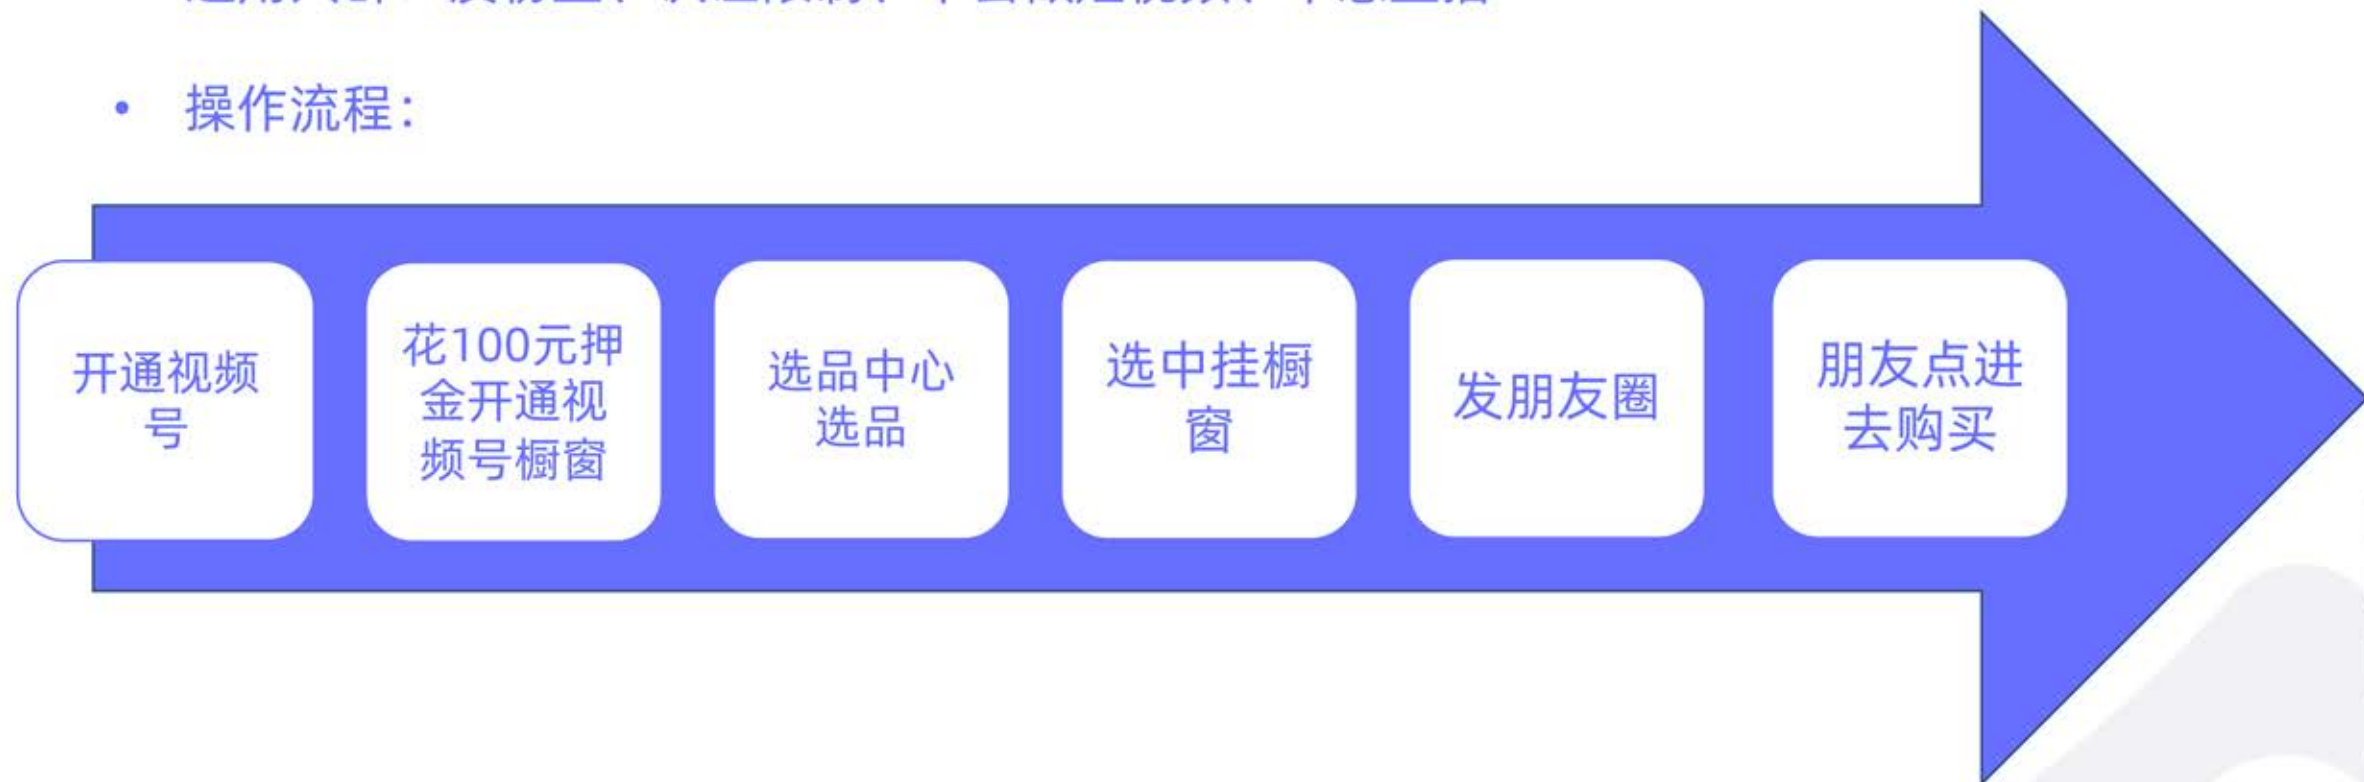 • 操作流程：
开通视频
号
花100元押
金开通视
频号橱窗
选品中心
选品
选中挂橱
窗
发朋友圈
朋友点进
去购买